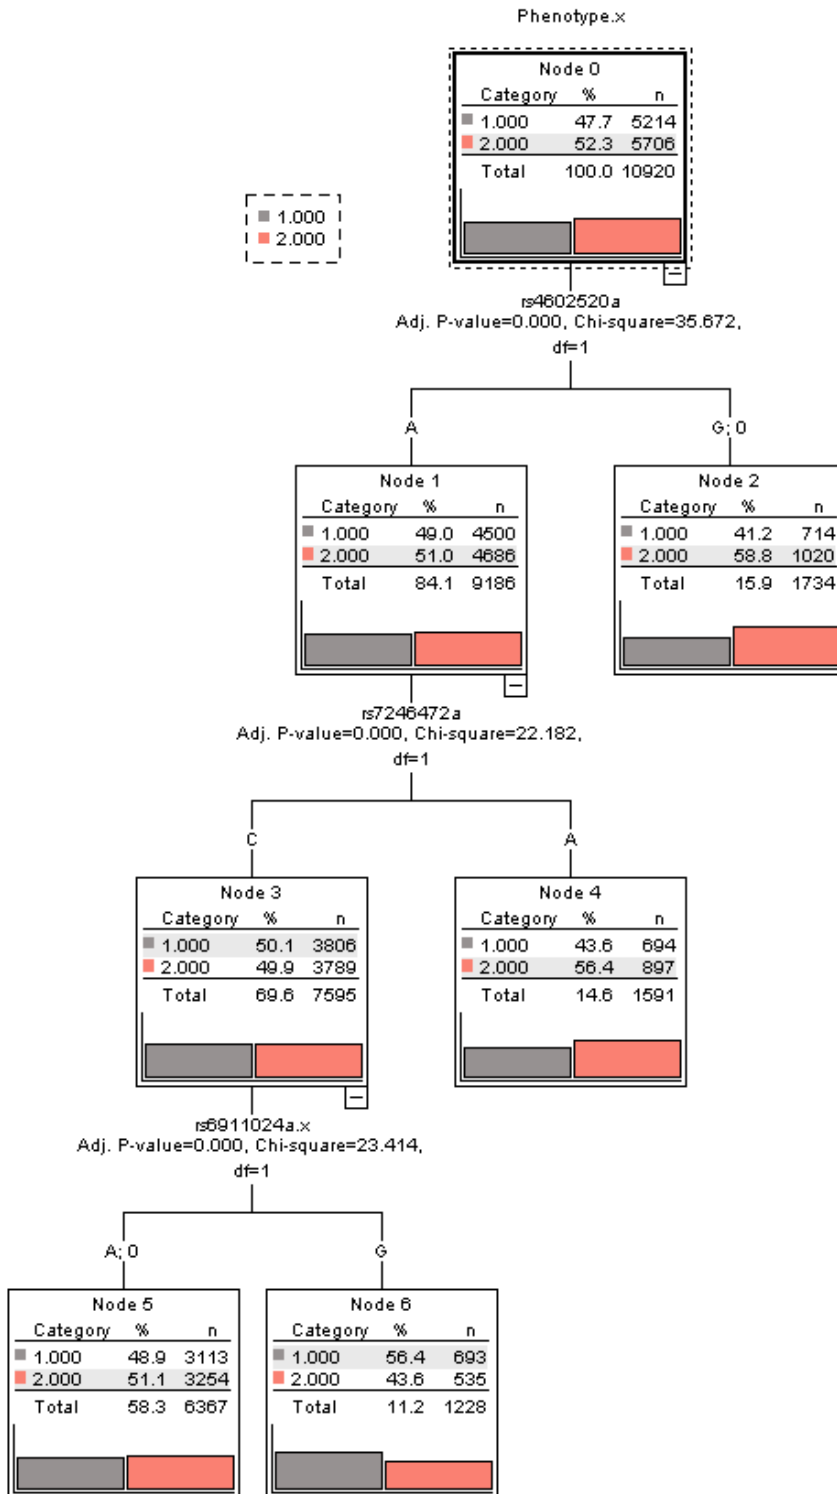 Phenotype.x
Node 0
Category % n
1.000 47.7 5214
2.000 52.3 5706
Total 100.0 10920
1.000
2.000
rs4602520a
Adj. P-value=0.000, Chi-square=35.672,
df=1
A
G; 0
Node 1
Category % n
1.000 49.0 4500
2.000 51.0 4686
Total 84.1 9186
Node 2
Category % n
1.000 41.2 714
2.000 58.8 1020
Total 15.9 1734
rs7246472a
Adj. P-value=0.000, Chi-square=22.182,
df=1
C
A
Node 3
Category % n
1.000 50.1 3806
2.000 49.9 3789
Total 69.6 7595
Node 4
Category % n
1.000 43.6 694
2.000 56.4 897
Total 14.6 1591
rs6911024a.x
Adj. P-value=0.000, Chi-square=23.414,
df=1
A; 0
G
Node 5
Category % n
1.000 48.9 3113
2.000 51.1 3254
Total 58.3 6367
Node 6
Category % n
1.000 56.4 693
2.000 43.6 535
Total 11.2 1228